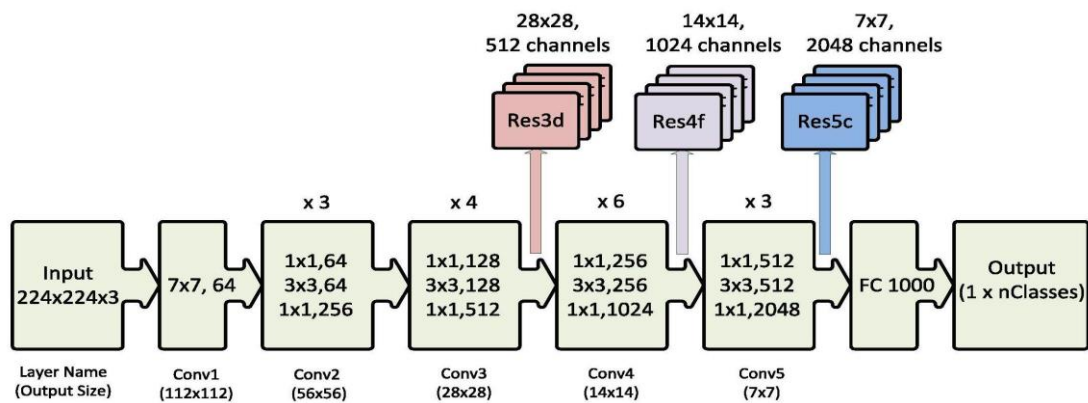 28x28,
512 channels
14x14,
1024 channels
7x7,
2048 channels
Res3d
Res4f
Res5c
x 3
x 4
x 6
x 3
Input
224x224x3
7x7, 64
1x1,64
3x3,64
1x1,256
1x1,128
3x3,128
1x1,512
1x1,256
3x3,256
1x1,1024
1x1,512
3x3,512
1x1,2048
FC 1000
Output
(1 x nClasses)
Layer Name
(Output Size)
Conv1
(112x112)
Conv2
(56x56)
Conv3
(28x28)
Conv4
(14x14)
Conv5
(7x7)